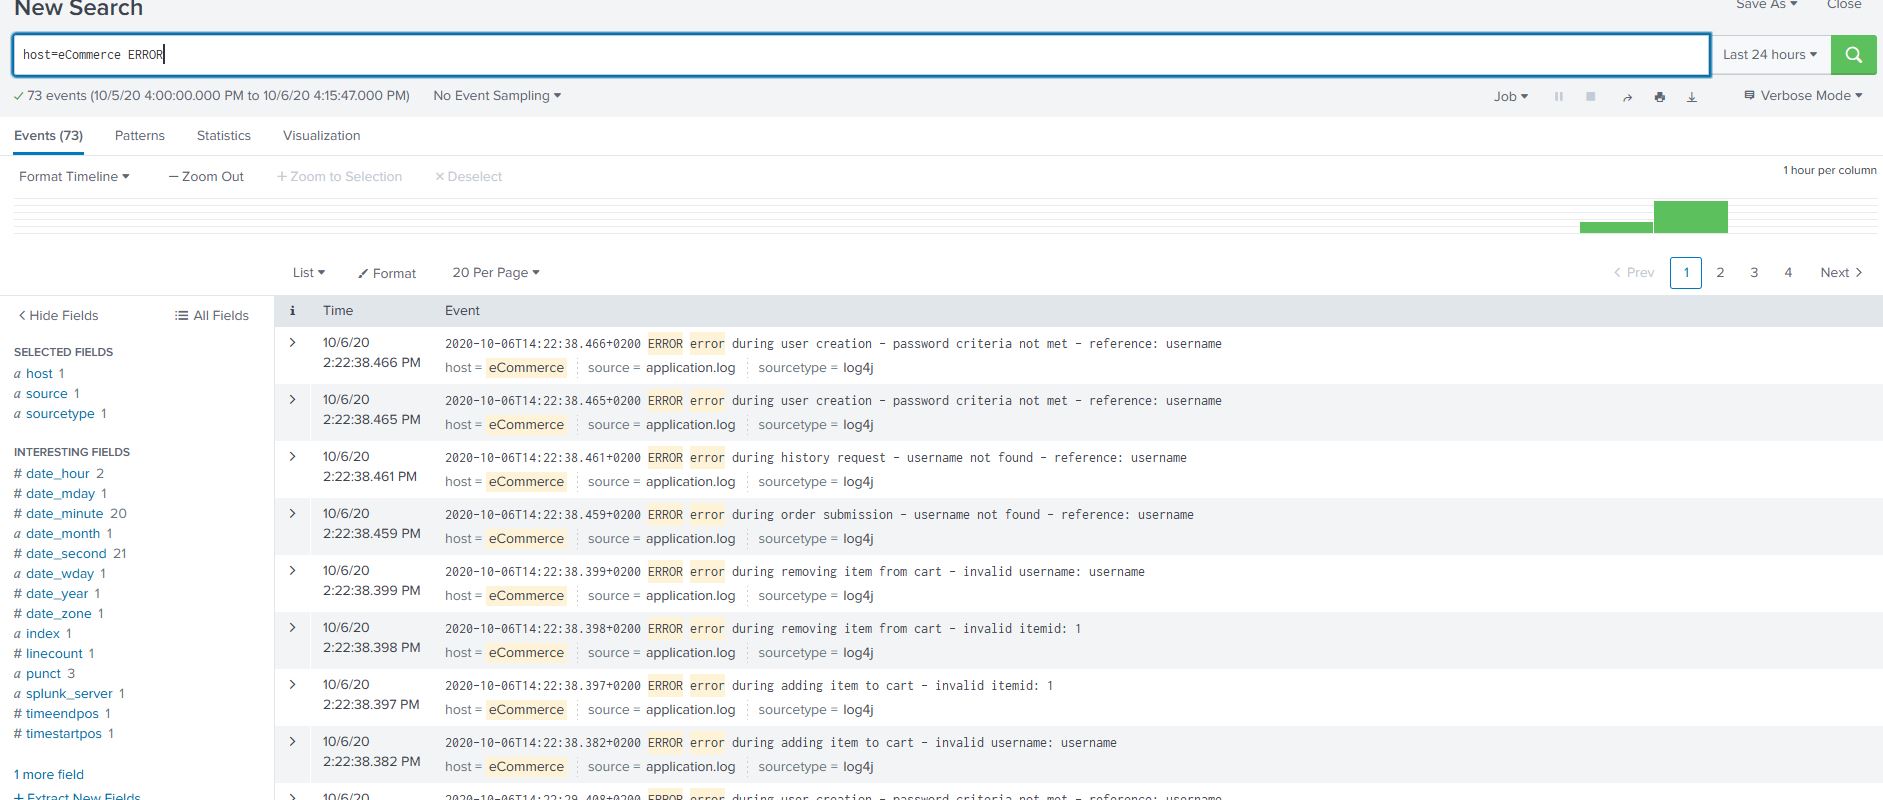 New Search
Save As Close
host=eCommerce ERROR
Last 24 hours
73 events (10/5/20 4:00:00.000 PM to 10/6/20 4:15:47.000 PM) No Event Sampling
Job Verbose Mode
Events (73) Patterns Statistics Visualization
Format Timeline — Zoom Out + Zoom to Selection × Deselect
1 hour per column
List Format 20 Per Page
< Prev 1 2 3 4 Next >
< Hide Fields All Fields
SELECTED FIELDS
a host 1
a source 1
a sourcetype 1
INTERESTING FIELDS
# date_hour 2
# date_mday 1
# date_minute 20
a date_month 1
# date_second 21
a date_wday 1
# date_year 1
# date_zone 1
a index 1
# linecount 1
a punct 3
a splunk_server 1
# timeendpos 1
# timestartpos 1
1 more field
+ Extract New Fields
i Time Event
10/6/20
2:22:38.466 PM
2020-10-06T14:22:38.466+0200 ERROR error during user creation - password criteria not met - reference: username
host = eCommerce source = application.log sourcetype = log4j
10/6/20
2:22:38.465 PM
2020-10-06T14:22:38.465+0200 ERROR error during user creation - password criteria not met - reference: username
host = eCommerce source = application.log sourcetype = log4j
10/6/20
2:22:38.461 PM
2020-10-06T14:22:38.461+0200 ERROR error during history request - username not found - reference: username
host = eCommerce source = application.log sourcetype = log4j
10/6/20
2:22:38.459 PM
2020-10-06T14:22:38.459+0200 ERROR error during order submission - username not found - reference: username
host = eCommerce source = application.log sourcetype = log4j
10/6/20
2:22:38.399 PM
2020-10-06T14:22:38.399+0200 ERROR error during removing item from cart - invalid username: username
host = eCommerce source = application.log sourcetype = log4j
10/6/20
2:22:38.398 PM
2020-10-06T14:22:38.398+0200 ERROR error during removing item from cart - invalid itemid: 1
host = eCommerce source = application.log sourcetype = log4j
10/6/20
2:22:38.397 PM
2020-10-06T14:22:38.397+0200 ERROR error during adding item to cart - invalid itemid: 1
host = eCommerce source = application.log sourcetype = log4j
10/6/20
2:22:38.382 PM
2020-10-06T14:22:38.382+0200 ERROR error during adding item to cart - invalid username: username
host = eCommerce source = application.log sourcetype = log4j
10/6/20
2020-10-06T14:22:29.408+0200 ERROR error during user creation - password criteria not met - reference: username